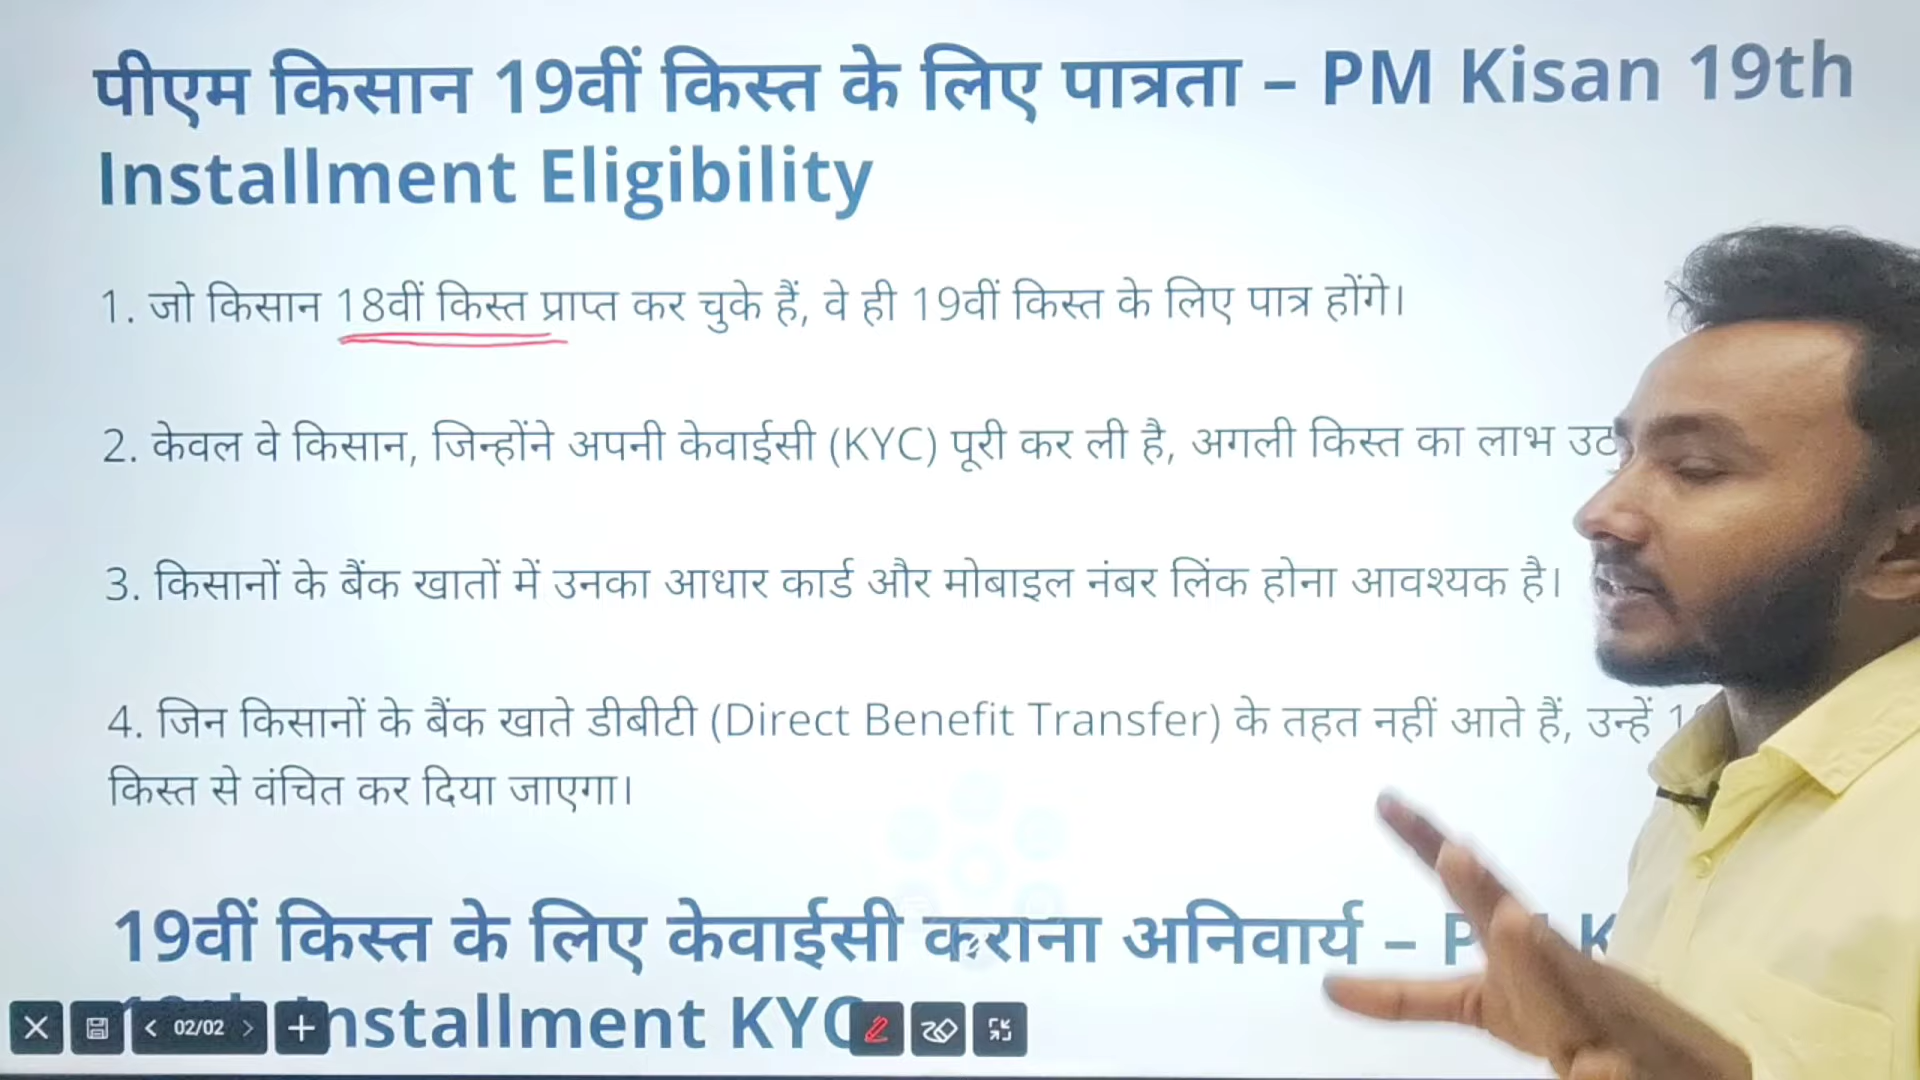 पीएम किसान 19वीं किस्त के लिए पात्रता – PM Kisan 19th
Installment Eligibility
1. जो किसान 18वीं किस्त प्राप्त कर चुके हैं, वे ही 19वीं किस्त के लिए पात्र होंगे।
2. केवल वे किसान, जिन्होंने अपनी केवाईसी (KYC) पूरी कर ली है, अगली किस्त का लाभ
3. किसानों के बैंक खातों में उनका आधार कार्ड और मोबाइल नंबर लिंक होना आवश्यक है।
4. जिन किसानों के बैंक खाते डीबीटी (Direct Benefit Transfer) के तहत नहीं आते हैं, उन्हें
किस्त से वंचित कर दिया जाएगा।
19वीं किस्त के लिए केवाईसी कराना अनिवार्य –
Installment KYC
02/02